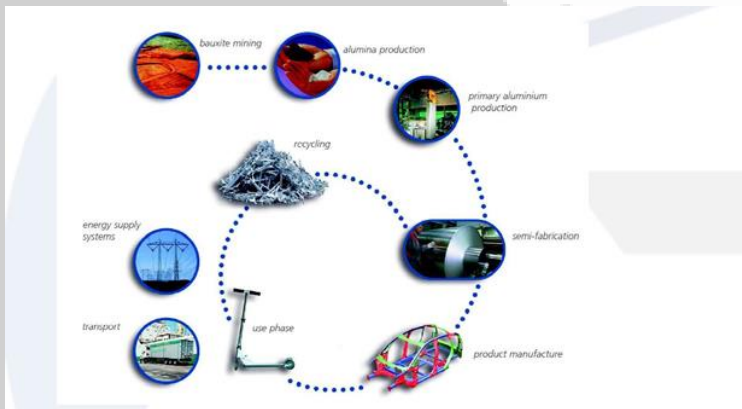 bauxite mining
alumina production
primary aluminium
production
recycling
energy supply
systems
semi-fabrication
transport
use phase
product manufacture